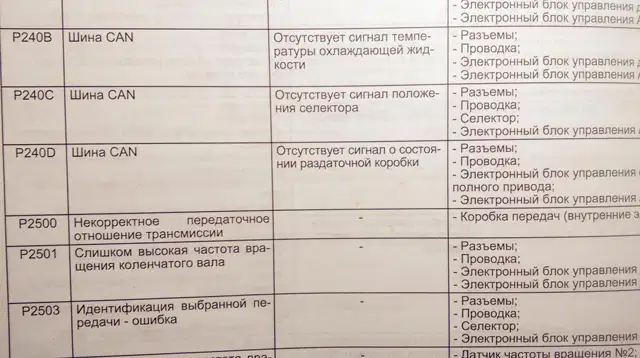 - Электронный блок управления
- Электронный блок управления
P240B Шина CAN Отсутствует сигнал темпе- - Разъемы;
ратуры охлаждающей жид- - Проводка;
кости - Электронный блок управления
- Электронный блок управления
P240C Шина CAN Отсутствует сигнал положе- - Разъемы;
ния селектора - Проводка;
- Селектор;
- Электронный блок управления
P240D Шина CAN Отсутствует сигнал о состоя- - Разъемы;
нии раздаточной коробки - Проводка;
- Электронный блок управления
полного привода;
- Электронный блок управления
P2500 Некорректное передаточное - - Коробка передач (внутренние
отношение трансмиссии
P2501 Слишком высокая частота вра- - - Разъемы;
щения коленчатого вала - Проводка;
- Электронный блок управления
- Электронный блок управления
P2503 Идентификация выбранной пе- - - Разъемы;
редачи - ошибка - Проводка;
- Селектор;
- Электронный блок управления
- - Датчик частоты вращения №2;